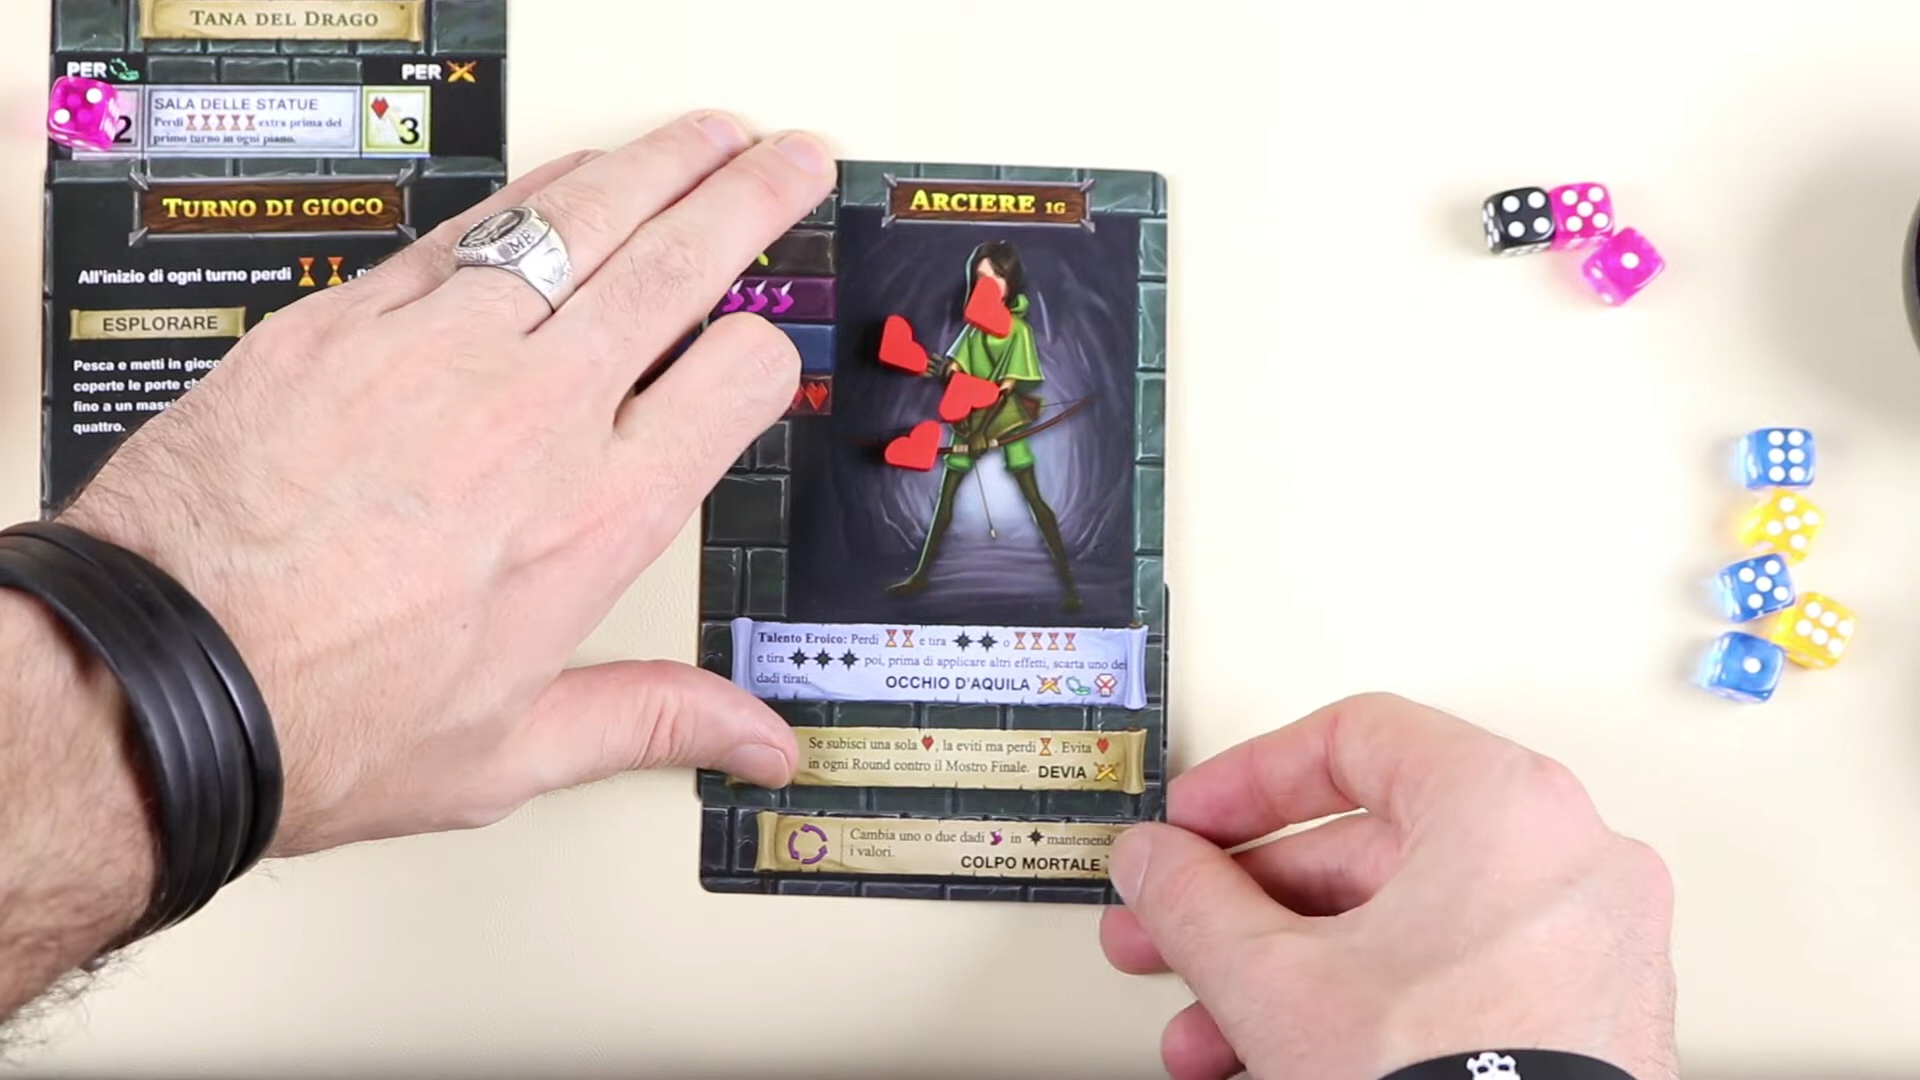 TANA DEL DRAGO
PER
PER
2
SALA DELLE STATUE
Perdi extra prima del
primo turno in ogni piano.
3
TURNO DI GIOCO
All'inizio di ogni turno perdi
ESPLORARE
Pesca e metti in gioco
coperte le porte
fino a un
quattro.
ARCIERE 1G
Talento Eroico: Perdi e tira o
e tira poi, prima di applicare altri effetti, scarta uno dei
dadi tirati. OCCHIO D'AQUILA
Se subisci una sola , la eviti ma perdi . Evita
in ogni Round contro il Mostro Finale. DEVIA
Cambia uno o due dadi in mantenendo
i valori. COLPO MORTALE
ME